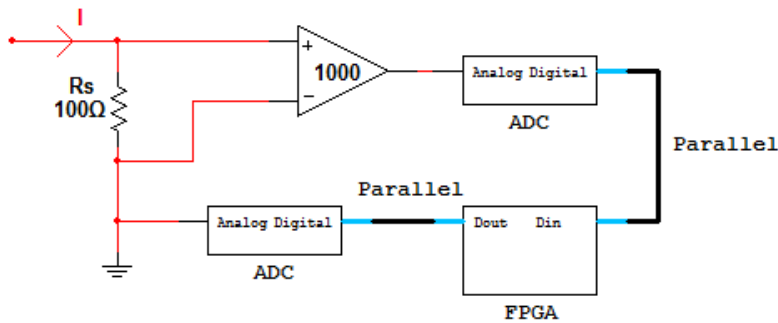 I
+
1000
−
Rs
100Ω
Analog Digital
ADC
Parallel
Parallel
Analog Digital
ADC
Dout Din
FPGA